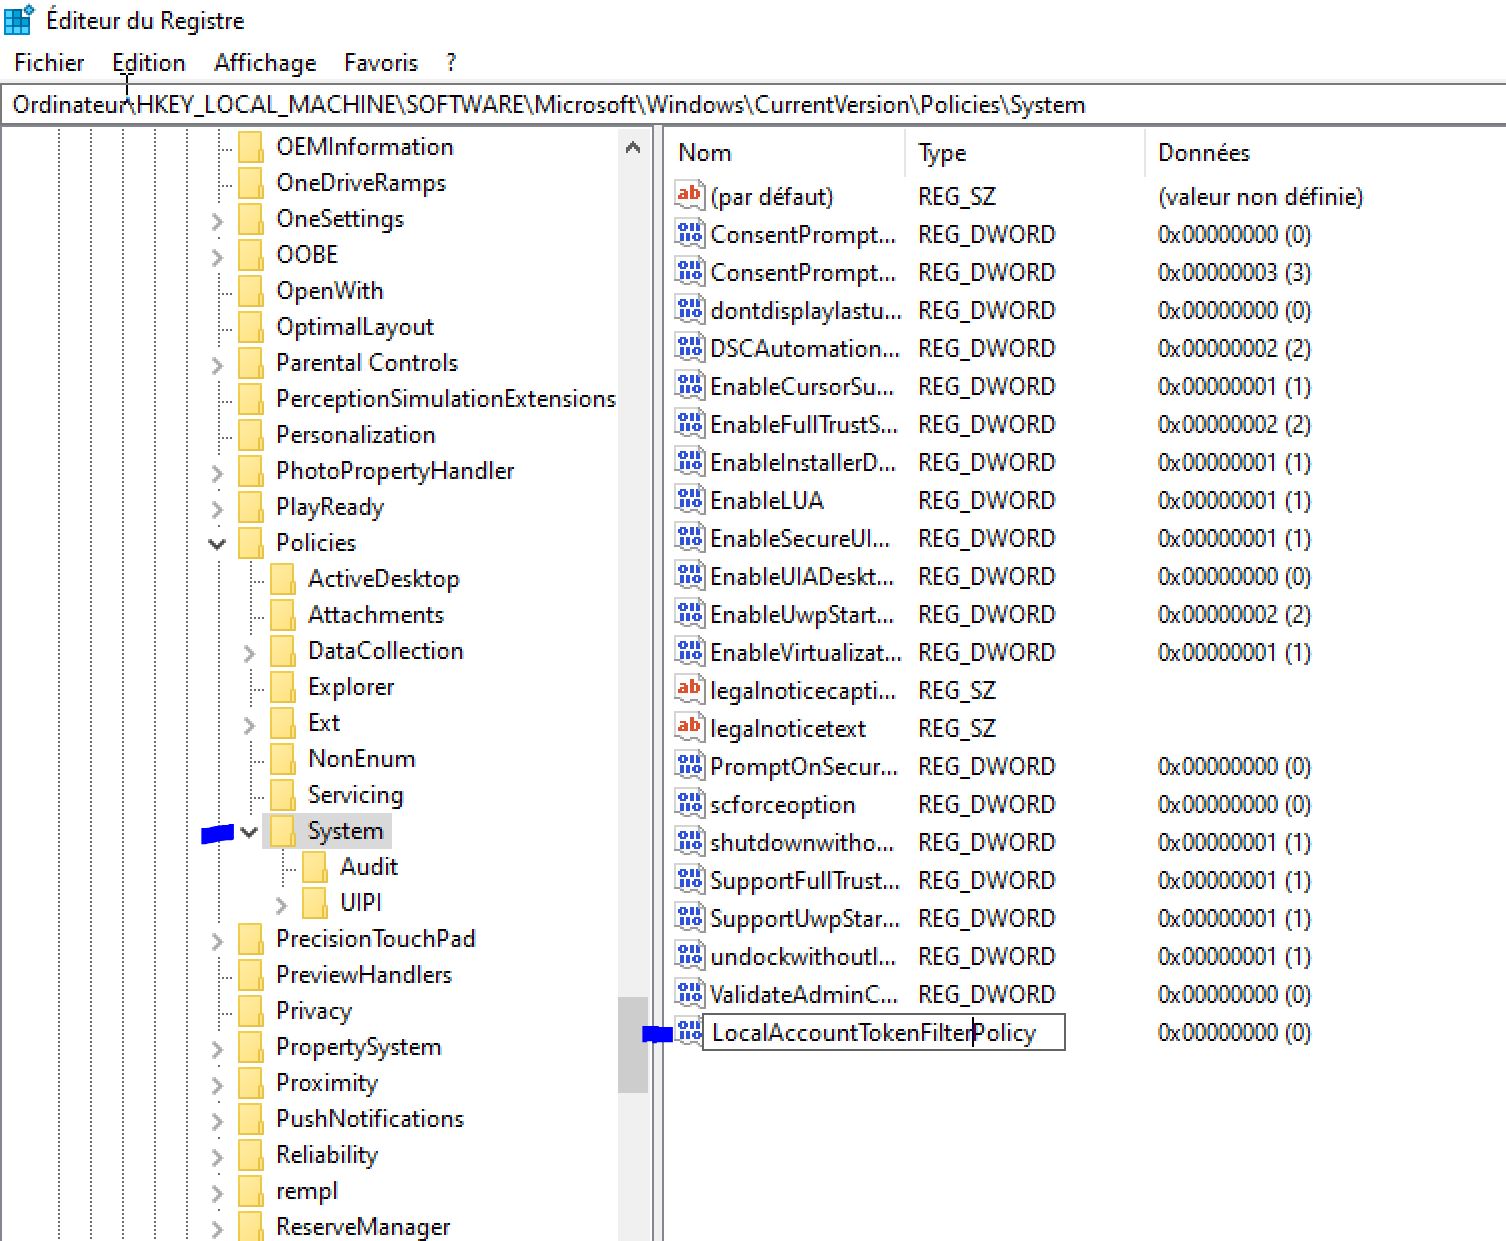 Éditeur du Registre
Fichier Edition Affichage Favoris ?
Ordinateur\HKEY_LOCAL_MACHINE\SOFTWARE\Microsoft\Windows\CurrentVersion\Policies\System
OEMInformation
OneDriveRamps
OneSettings
OOBE
OpenWith
OptimalLayout
Parental Controls
PerceptionSimulationExtensions
Personalization
PhotoPropertyHandler
PlayReady
Policies
ActiveDesktop
Attachments
DataCollection
Explorer
Ext
NonEnum
Servicing
System
Audit
UIPI
PrecisionTouchPad
PreviewHandlers
Privacy
PropertySystem
Proximity
PushNotifications
Reliability
rempl
ReserveManager
Nom Type Données
(par défaut) REG_SZ (valeur non définie)
ConsentPrompt... REG_DWORD 0x00000000 (0)
ConsentPrompt... REG_DWORD 0x00000003 (3)
dontdisplaylastu... REG_DWORD 0x00000000 (0)
DSCAutomation... REG_DWORD 0x00000002 (2)
EnableCursorSu... REG_DWORD 0x00000001 (1)
EnableFullTrustS... REG_DWORD 0x00000002 (2)
EnableInstallerD... REG_DWORD 0x00000001 (1)
EnableLUA REG_DWORD 0x00000001 (1)
EnableSecureUI... REG_DWORD 0x00000001 (1)
EnableUIADeskt... REG_DWORD 0x00000000 (0)
EnableUwpStart... REG_DWORD 0x00000002 (2)
EnableVirtualizat... REG_DWORD 0x00000001 (1)
legalnoticecapti... REG_SZ
legalnoticetext REG_SZ
PromptOnSecur... REG_DWORD 0x00000000 (0)
scforceoption REG_DWORD 0x00000000 (0)
shutdownwitho... REG_DWORD 0x00000001 (1)
SupportFullTrust... REG_DWORD 0x00000001 (1)
SupportUwpStar... REG_DWORD 0x00000001 (1)
undockwithoutl... REG_DWORD 0x00000001 (1)
ValidateAdminC... REG_DWORD 0x00000000 (0)
LocalAccountTokenFilterPolicy 0x00000000 (0)